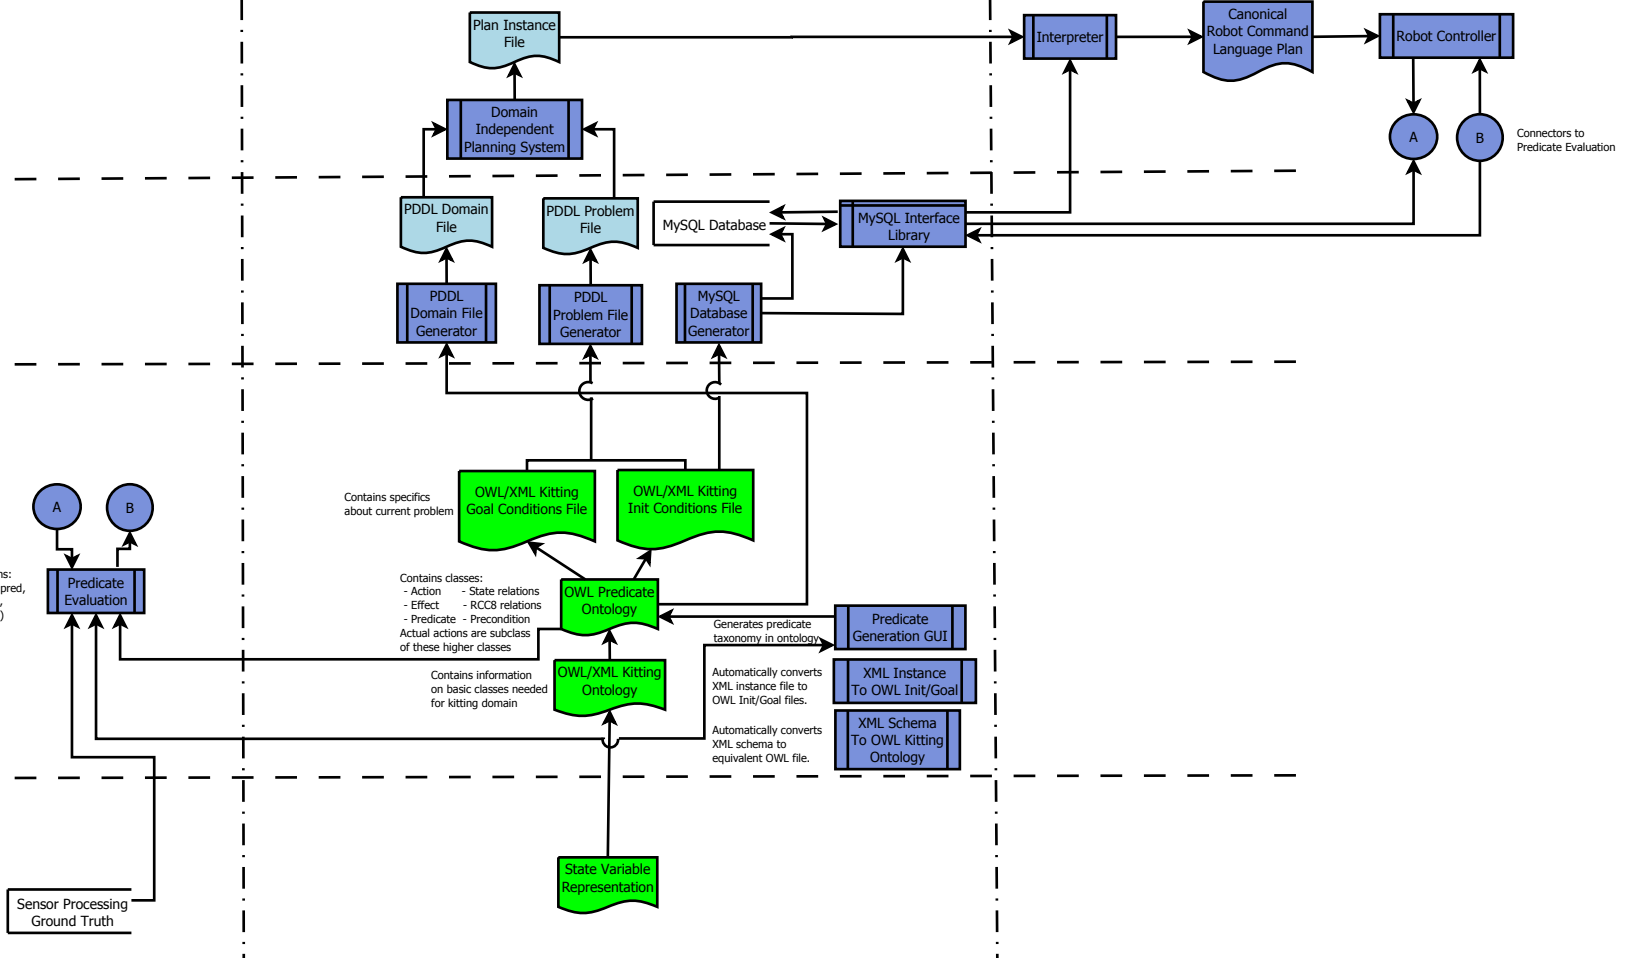 Plan Instance
File
Interpreter
Canonical
Robot Command
Language Plan
Robot Controller
Domain
Independent
Planning System
A
B
Connectors to
Predicate Evaluation
PDDL Domain
File
PDDL Problem
File
MySQL Database
MySQL Interface
Library
PDDL
Domain File
Generator
PDDL
Problem File
Generator
MySQL
Database
Generator
Contains specifics
about current problem
OWL/XML Kitting
Goal Conditions File
OWL/XML Kitting
Init Conditions File
A
B
pred,
)
Predicate
Evaluation
Contains classes:
- Action - State relations
- Effect - RCC8 relations
- Predicate - Precondition
Actual actions are subclass
of these higher classes
OWL Predicate
Ontology
Generates predicate
taxonomy in ontology
Predicate
Generation GUI
Contains information
on basic classes needed
for kitting domain
OWL/XML Kitting
Ontology
Automatically converts
XML instance file to
OWL Init/Goal files.
XML Instance
To OWL Init/Goal
Automatically converts
XML schema to
equivalent OWL file.
XML Schema
To OWL Kitting
Ontology
State Variable
Representation
Sensor Processing
Ground Truth